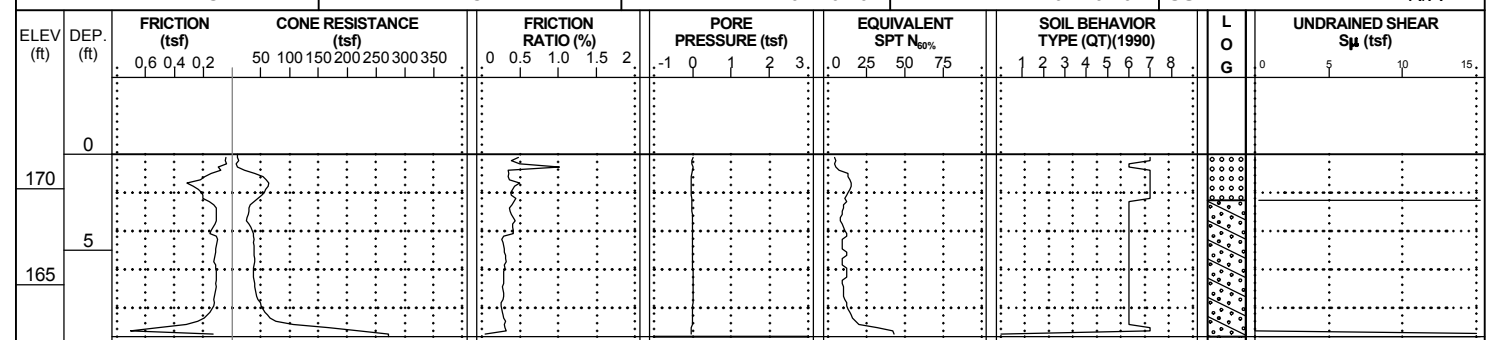 ELEV
(ft)
DEP.
(ft)
FRICTION
(tsf)
0,6 0,4 0,2
CONE RESISTANCE
(tsf)
50 100 150 200 250 300 350
FRICTION
RATIO (%)
0 0.5 1.0 1.5 2
PORE
PRESSURE (tsf)
-1 0 1 2 3
EQUIVALENT
SPT N60%
0 25 50 75
SOIL BEHAVIOR
TYPE (QT)(1990)
1 2 3 4 5 6 7 8
L
O
G
UNDRAINED SHEAR
Sμ (tsf)
0 5 10 15
0
170
5
165